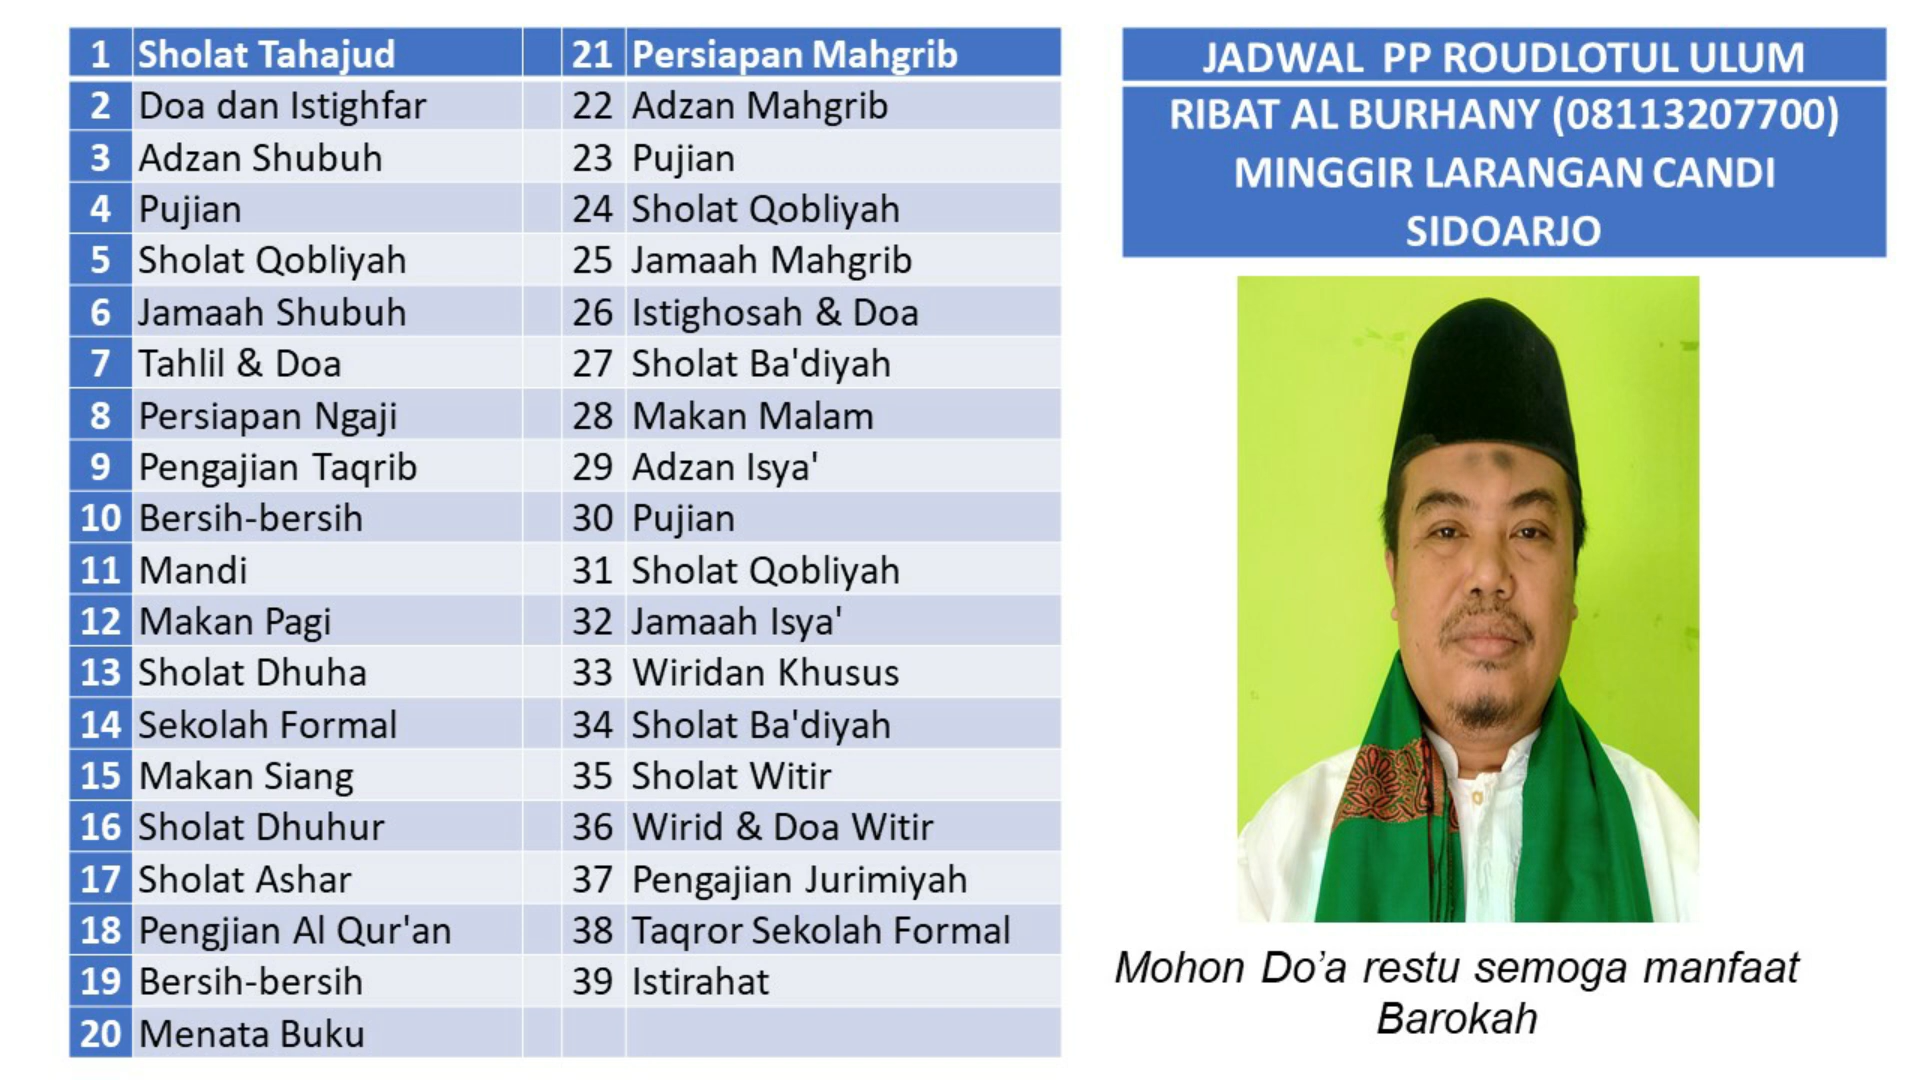 1 Sholat Tahajud
2 Doa dan Istighfar
3 Adzan Shubuh
4 Pujian
5 Sholat Qobliyah
6 Jamaah Shubuh
7 Tahlil & Doa
8 Persiapan Ngaji
9 Pengajian Taqrib
10 Bersih-bersih
11 Mandi
12 Makan Pagi
13 Sholat Dhuha
14 Sekolah Formal
15 Makan Siang
16 Sholat Dhuhur
17 Sholat Ashar
18 Pengjian Al Qur'an
19 Bersih-bersih
20 Menata Buku
21 Persiapan Mahgrib
22 Adzan Mahgrib
23 Pujian
24 Sholat Qobliyah
25 Jamaah Mahgrib
26 Istighosah & Doa
27 Sholat Ba'diyah
28 Makan Malam
29 Adzan Isya'
30 Pujian
31 Sholat Qobliyah
32 Jamaah Isya'
33 Wiridan Khusus
34 Sholat Ba'diyah
35 Sholat Witir
36 Wirid & Doa Witir
37 Pengajian Jurimiyah
38 Taqror Sekolah Formal
39 Istirahat
JADWAL PP ROUDLOTUL ULUM
RIBAT AL BURHANY (08113207700)
MINGGIR LARANGAN CANDI
SIDOARJO
Mohon Do’a restu semoga manfaat
Barokah